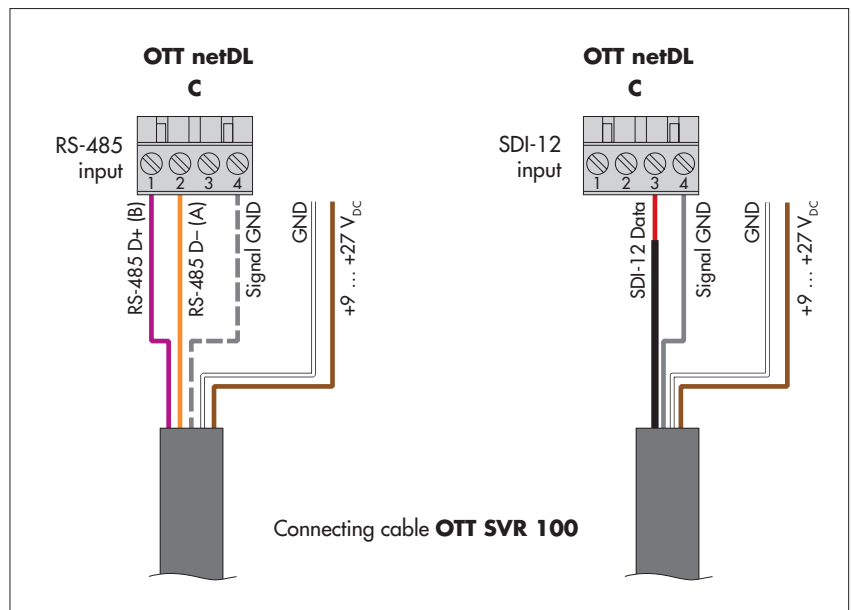 OTT netDL
C
RS-485
input
1 2 3 4
RS-485 D+ (B)
RS-485 D– (A)
Signal GND
GND
+9 … +27 V_DC
OTT netDL
C
SDI-12
input
1 2 3 4
SDI-12 Data
Signal GND
GND
+9 … +27 V_DC
Connecting cable OTT SVR 100